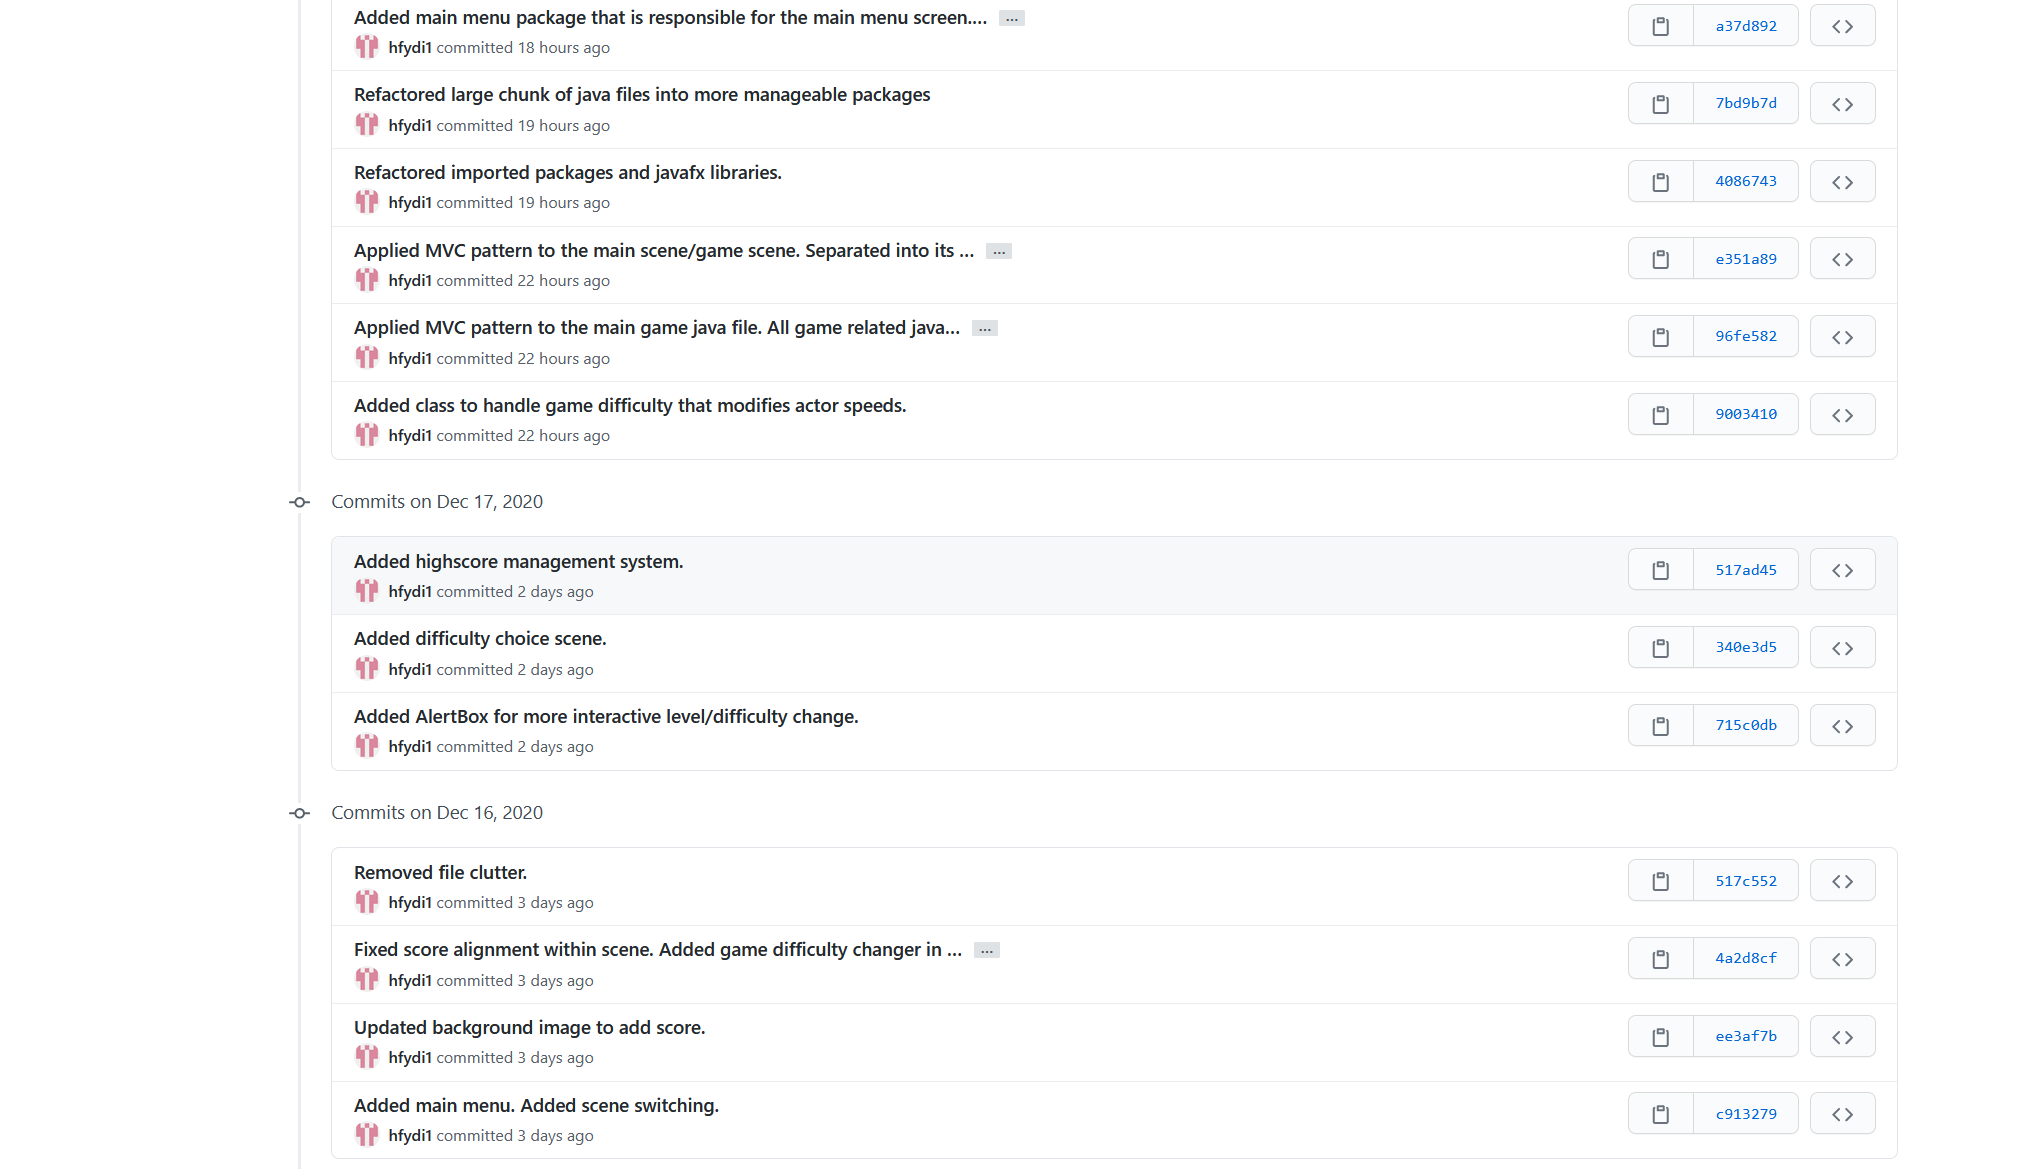 Added main menu package that is responsible for the main menu screen.... ...
hfydi1 committed 18 hours ago
a37d892
Refactored large chunk of java files into more manageable packages
hfydi1 committed 19 hours ago
7bd9b7d
Refactored imported packages and javafx libraries.
hfydi1 committed 19 hours ago
4086743
Applied MVC pattern to the main scene/game scene. Separated into its ... ...
hfydi1 committed 22 hours ago
e351a89
Applied MVC pattern to the main game java file. All game related java... ...
hfydi1 committed 22 hours ago
96fe582
Added class to handle game difficulty that modifies actor speeds.
hfydi1 committed 22 hours ago
9003410
Commits on Dec 17, 2020
Added highscore management system.
hfydi1 committed 2 days ago
517ad45
Added difficulty choice scene.
hfydi1 committed 2 days ago
340e3d5
Added AlertBox for more interactive level/difficulty change.
hfydi1 committed 2 days ago
715c0db
Commits on Dec 16, 2020
Removed file clutter.
hfydi1 committed 3 days ago
517c552
Fixed score alignment within scene. Added game difficulty changer in ... ...
hfydi1 committed 3 days ago
4a2d8cf
Updated background image to add score.
hfydi1 committed 3 days ago
ee3af7b
Added main menu. Added scene switching.
hfydi1 committed 3 days ago
c913279